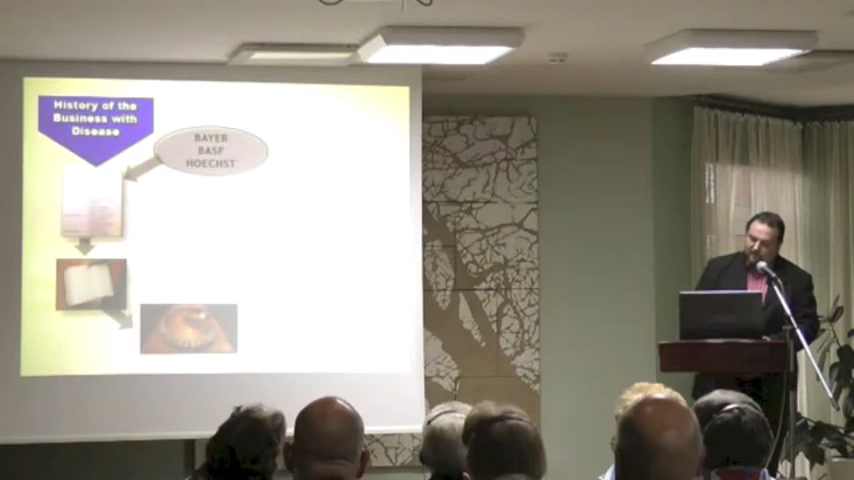 History of the
Business with
Disease
BAYER
BASF
HOECHST